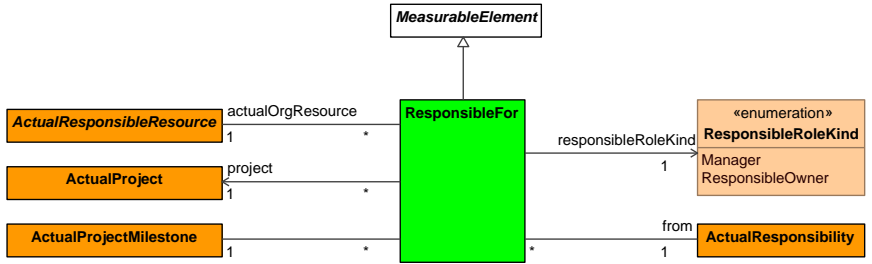 MeasurableElement
ActualResponsibleResource
actualOrgResource
1
*
ResponsibleFor
responsibleRoleKind
1
«enumeration»
ResponsibleRoleKind
Manager
ResponsibleOwner
ActualProject
project
1
*
ActualProjectMilestone
1
*
from
*
1
ActualResponsibility